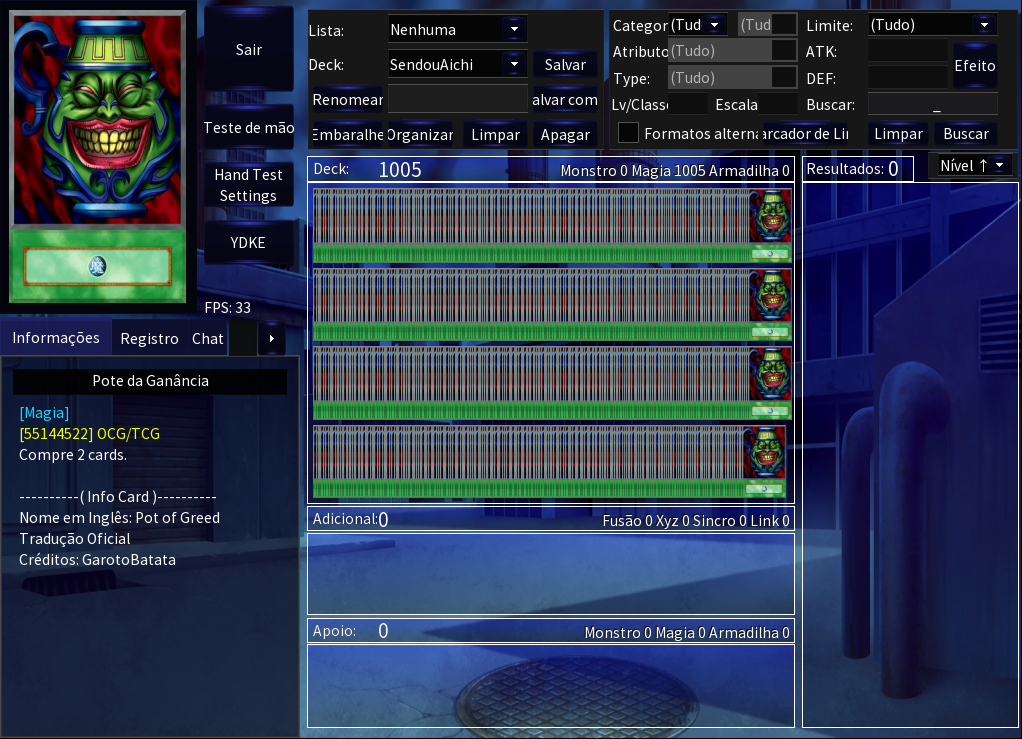 Sair
Teste de mão
Hand Test
Settings
YDKE
FPS: 33
Lista: Nenhuma
Deck: SendouAichi Salvar
Renomear alvar com
Embaralhe Organizar Limpar Apagar
Categor (Tud (Tud Limite: (Tudo)
Atributo (Tudo) ATK:
Efeito
Type: (Tudo) DEF:
Lv/Classe Escala Buscar: _
Formatos alterna arcador de Lin Limpar Buscar
Deck: 1005 Monstro 0 Magia 1005 Armadilha 0
Resultados: 0 Nível ↑
魔
Informações Registro Chat
Pote da Ganância
[Magia]
[55144522] OCG/TCG
Compre 2 cards.
----------( Info Card )----------
Nome em Inglês: Pot of Greed
Tradução Oficial
Créditos: GarotoBatata
Adicional:0 Fusão 0 Xyz 0 Sincro 0 Link 0
Apoio: 0 Monstro 0 Magia 0 Armadilha 0